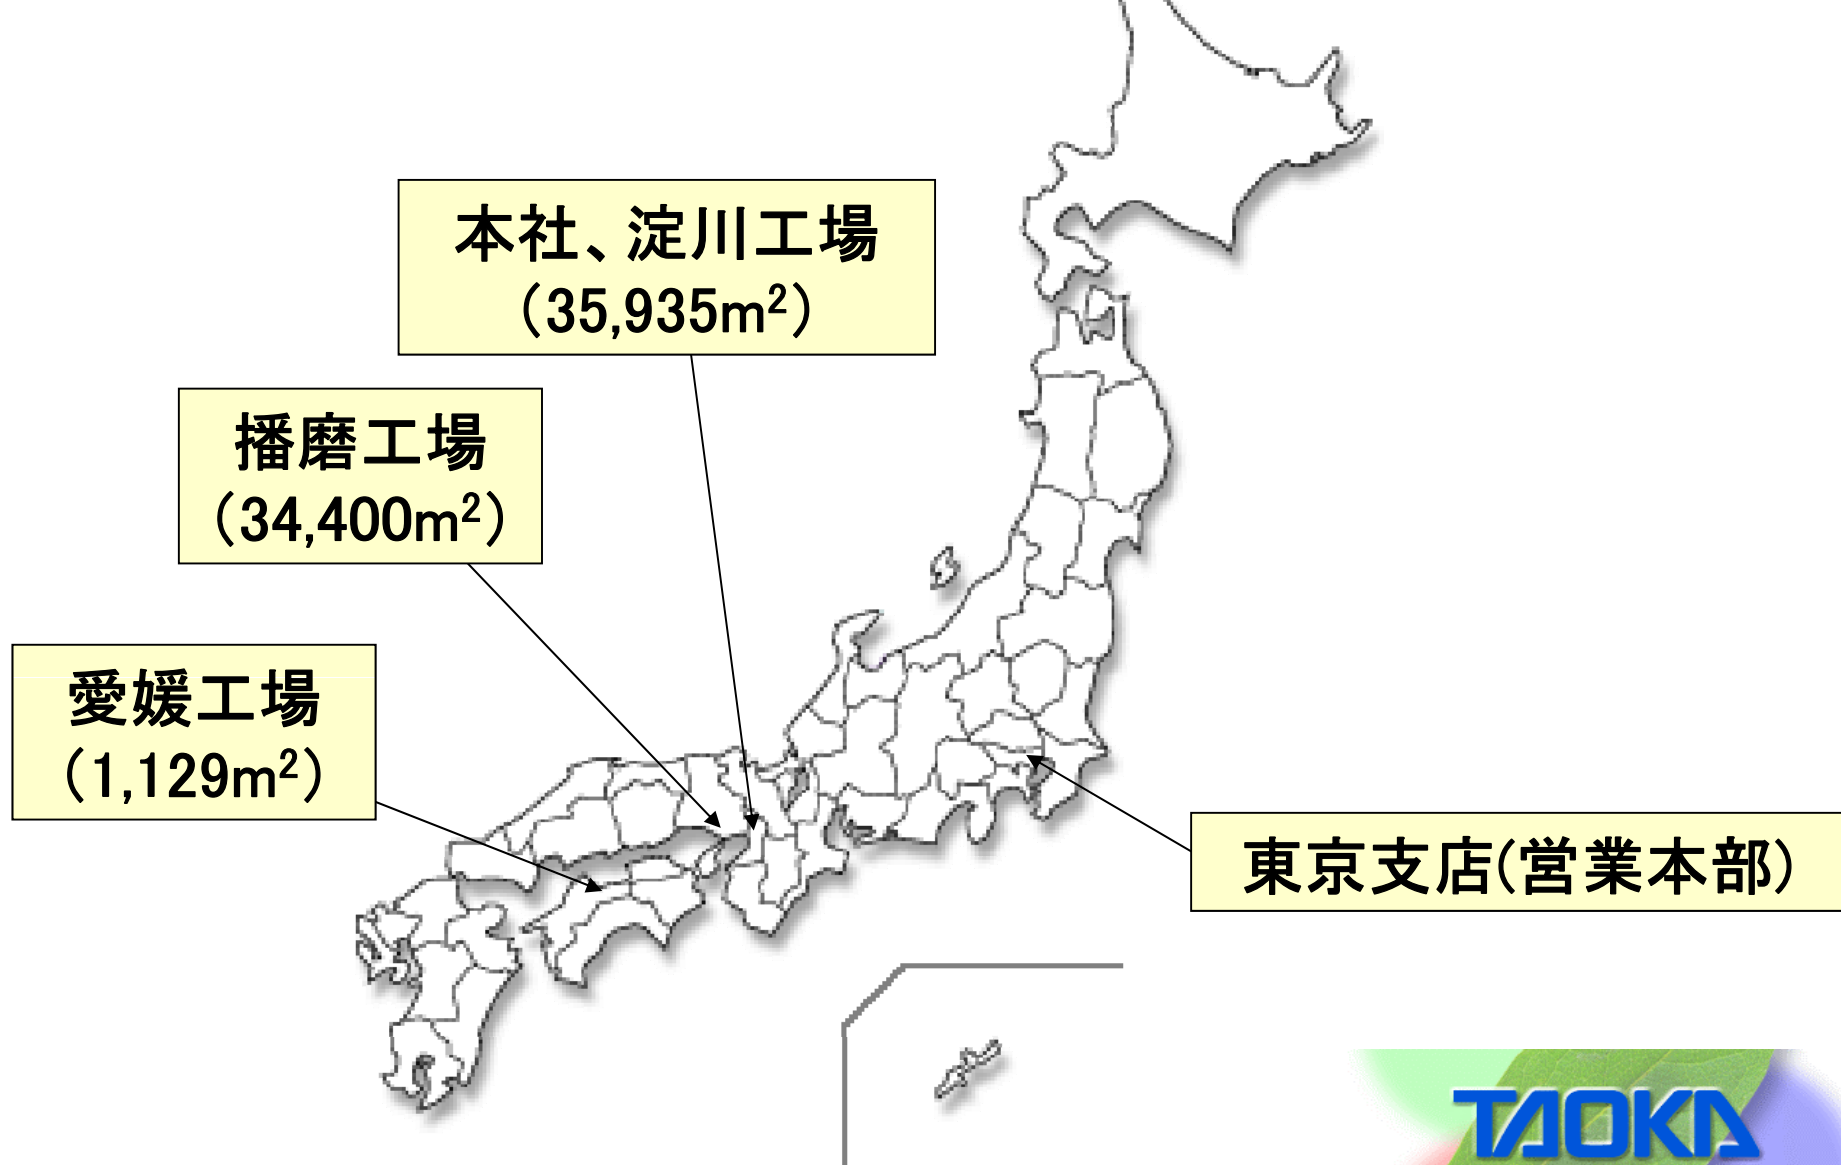 本社、淀川工場
（35,935m²）
播磨工場
（34,400m²）
愛媛工場
（1,129m²）
東京支店(営業本部）
TAOKA